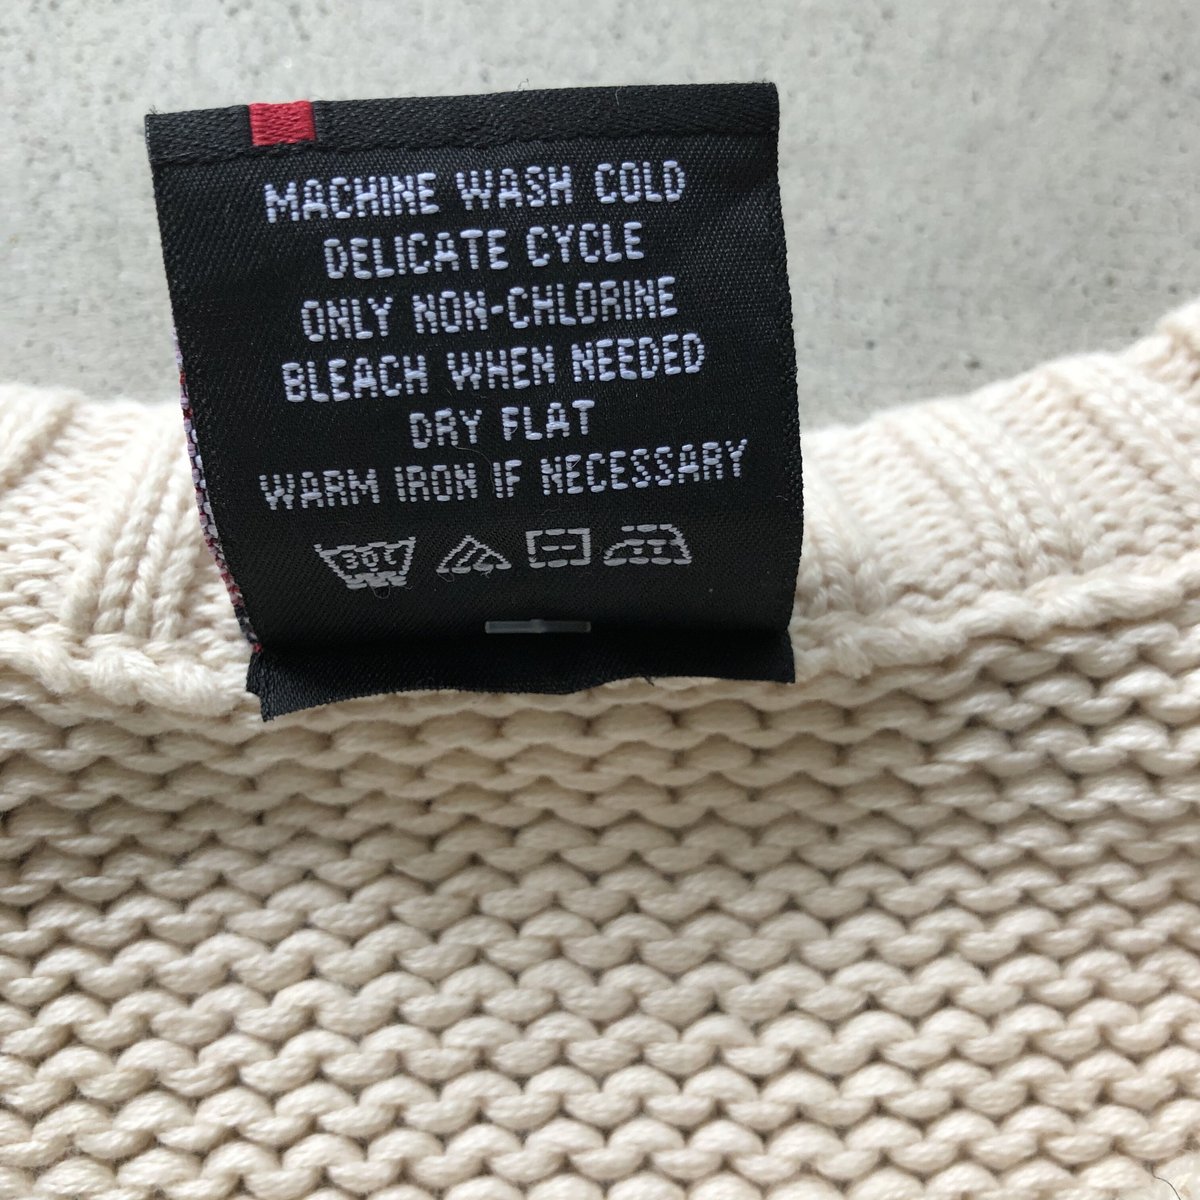 MACHINE WASH COLD
DELICATE CYCLE
ONLY NON-CHLORINE
BLEACH WHEN NEEDED
DRY FLAT
WARM IRON IF NECESSARY